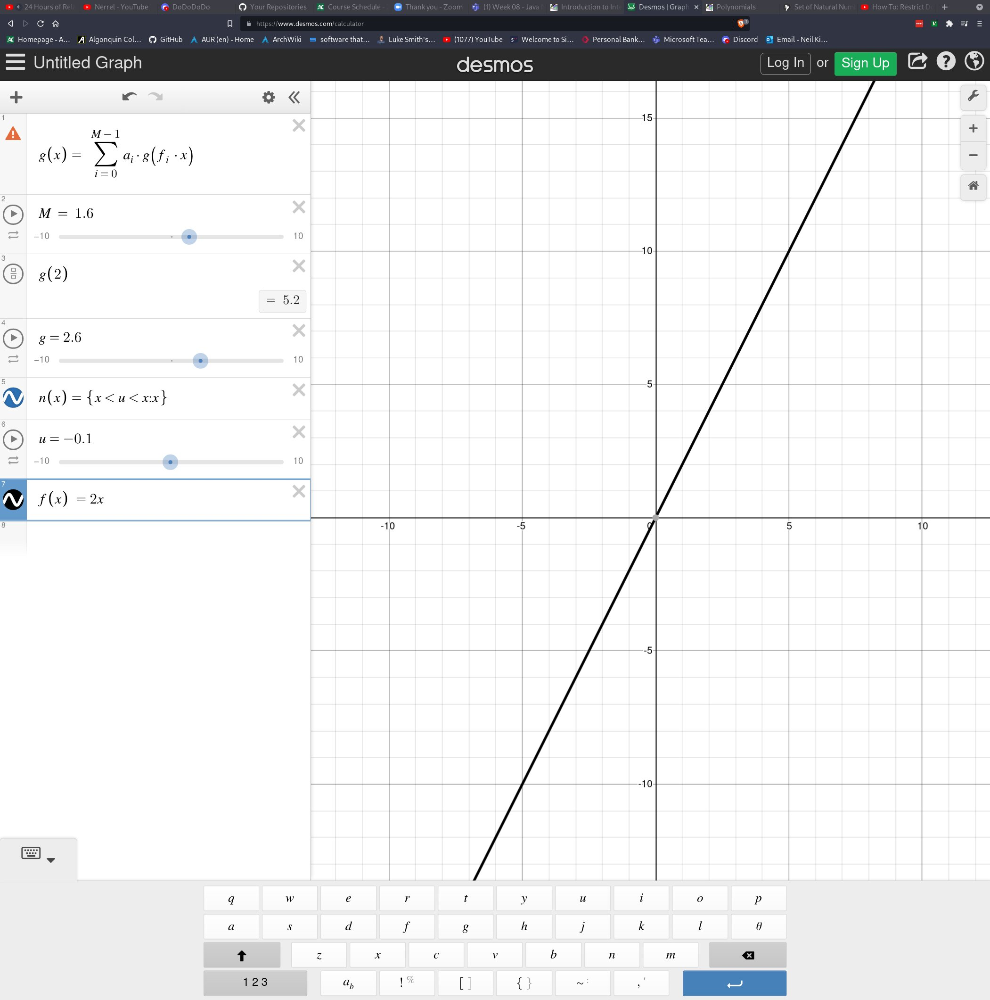 24 Hours of Rel Nerrel - YouTube DoDoDoDo Your Repositories Course Schedule - Thank you - Zoom (1) Week 08 - Java Introduction to Int Desmos | Graph Polynomials Set of Natural Num How To: Restrict D
https://www.desmos.com/calculator
Homepage - A... Algonquin Col... GitHub AUR (en) - Home ArchWiki software that... Luke Smith's... (1077) YouTube Welcome to Si... Personal Bank... Microsoft Tea... Discord Email - Neil Ki...
Untitled Graph desmos Log In or Sign Up
1
g(x) = ∑_{i=0}^{M-1} a_i · g(f_i · x)
2
M = 1.6
-10 10
3
g(2)
= 5.2
4
g = 2.6
-10 10
5
n(x) = {x < u < x:x}
6
u = −0.1
-10 10
7
f(x) = 2x
8
15
10
5
-10 -5 0 5 10
-5
-10
q w e r t y u i o p
a s d f g h j k l θ
z x c v b n m
1 2 3 a_b ! % [ ] { } ~ : , '